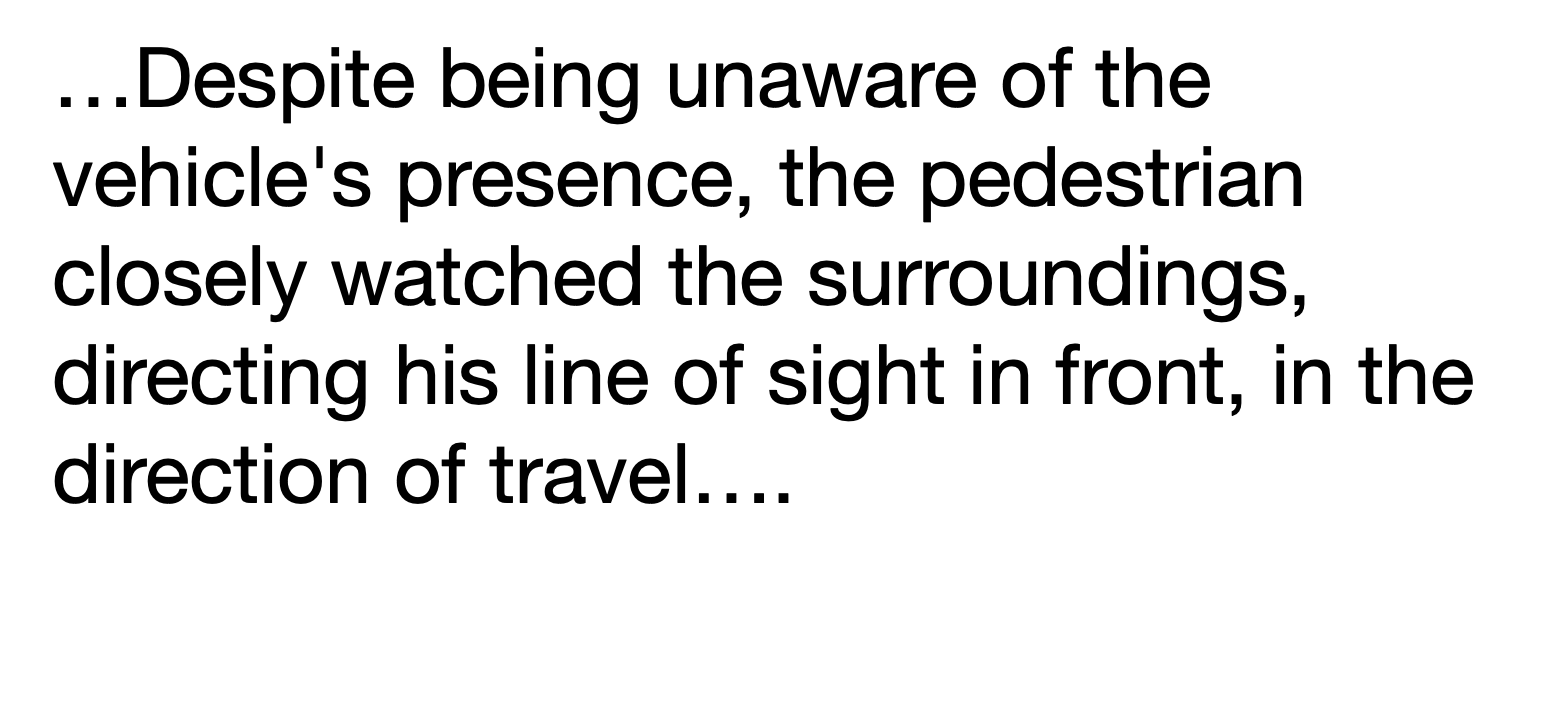 …Despite being unaware of the
vehicle's presence, the pedestrian
closely watched the surroundings,
directing his line of sight in front, in the
direction of travel….